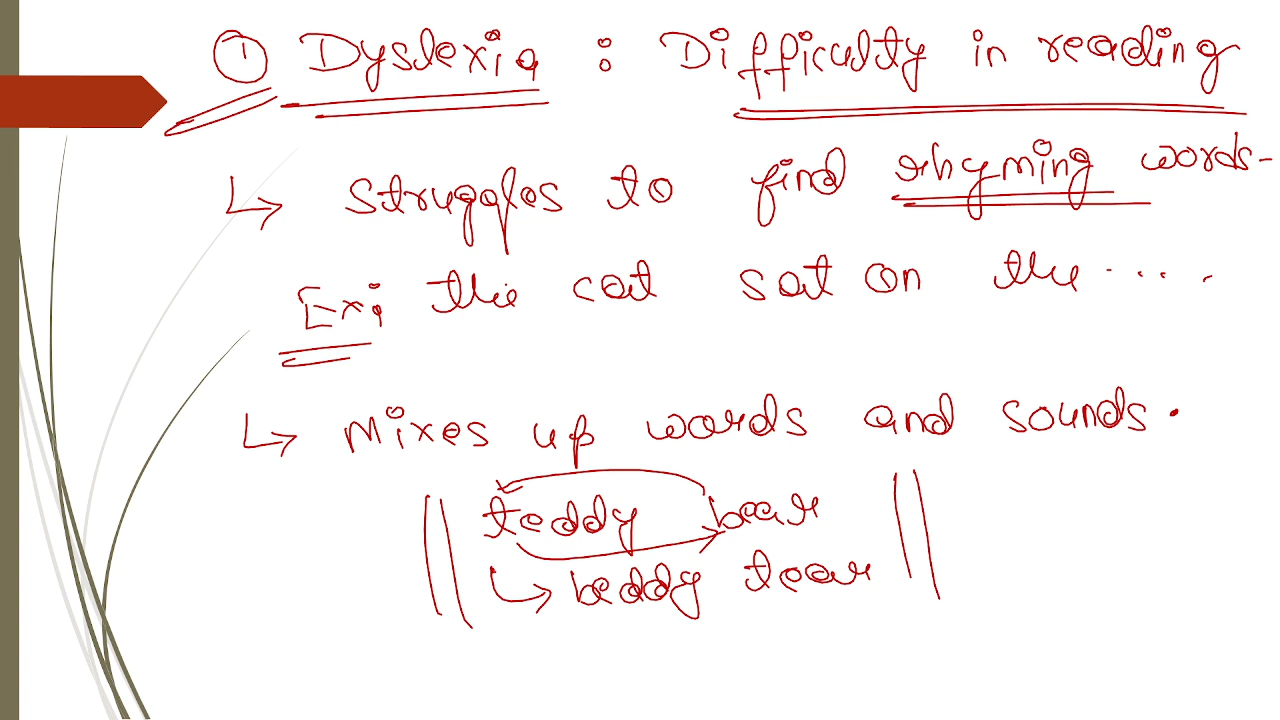 ① Dyslexia : Difficulty in reading
↳ Struggles to find rhyming words-
Ex: the cat sat on the ....
↳ Mixes up words and sounds.
teddy bear
↳ beddy tear